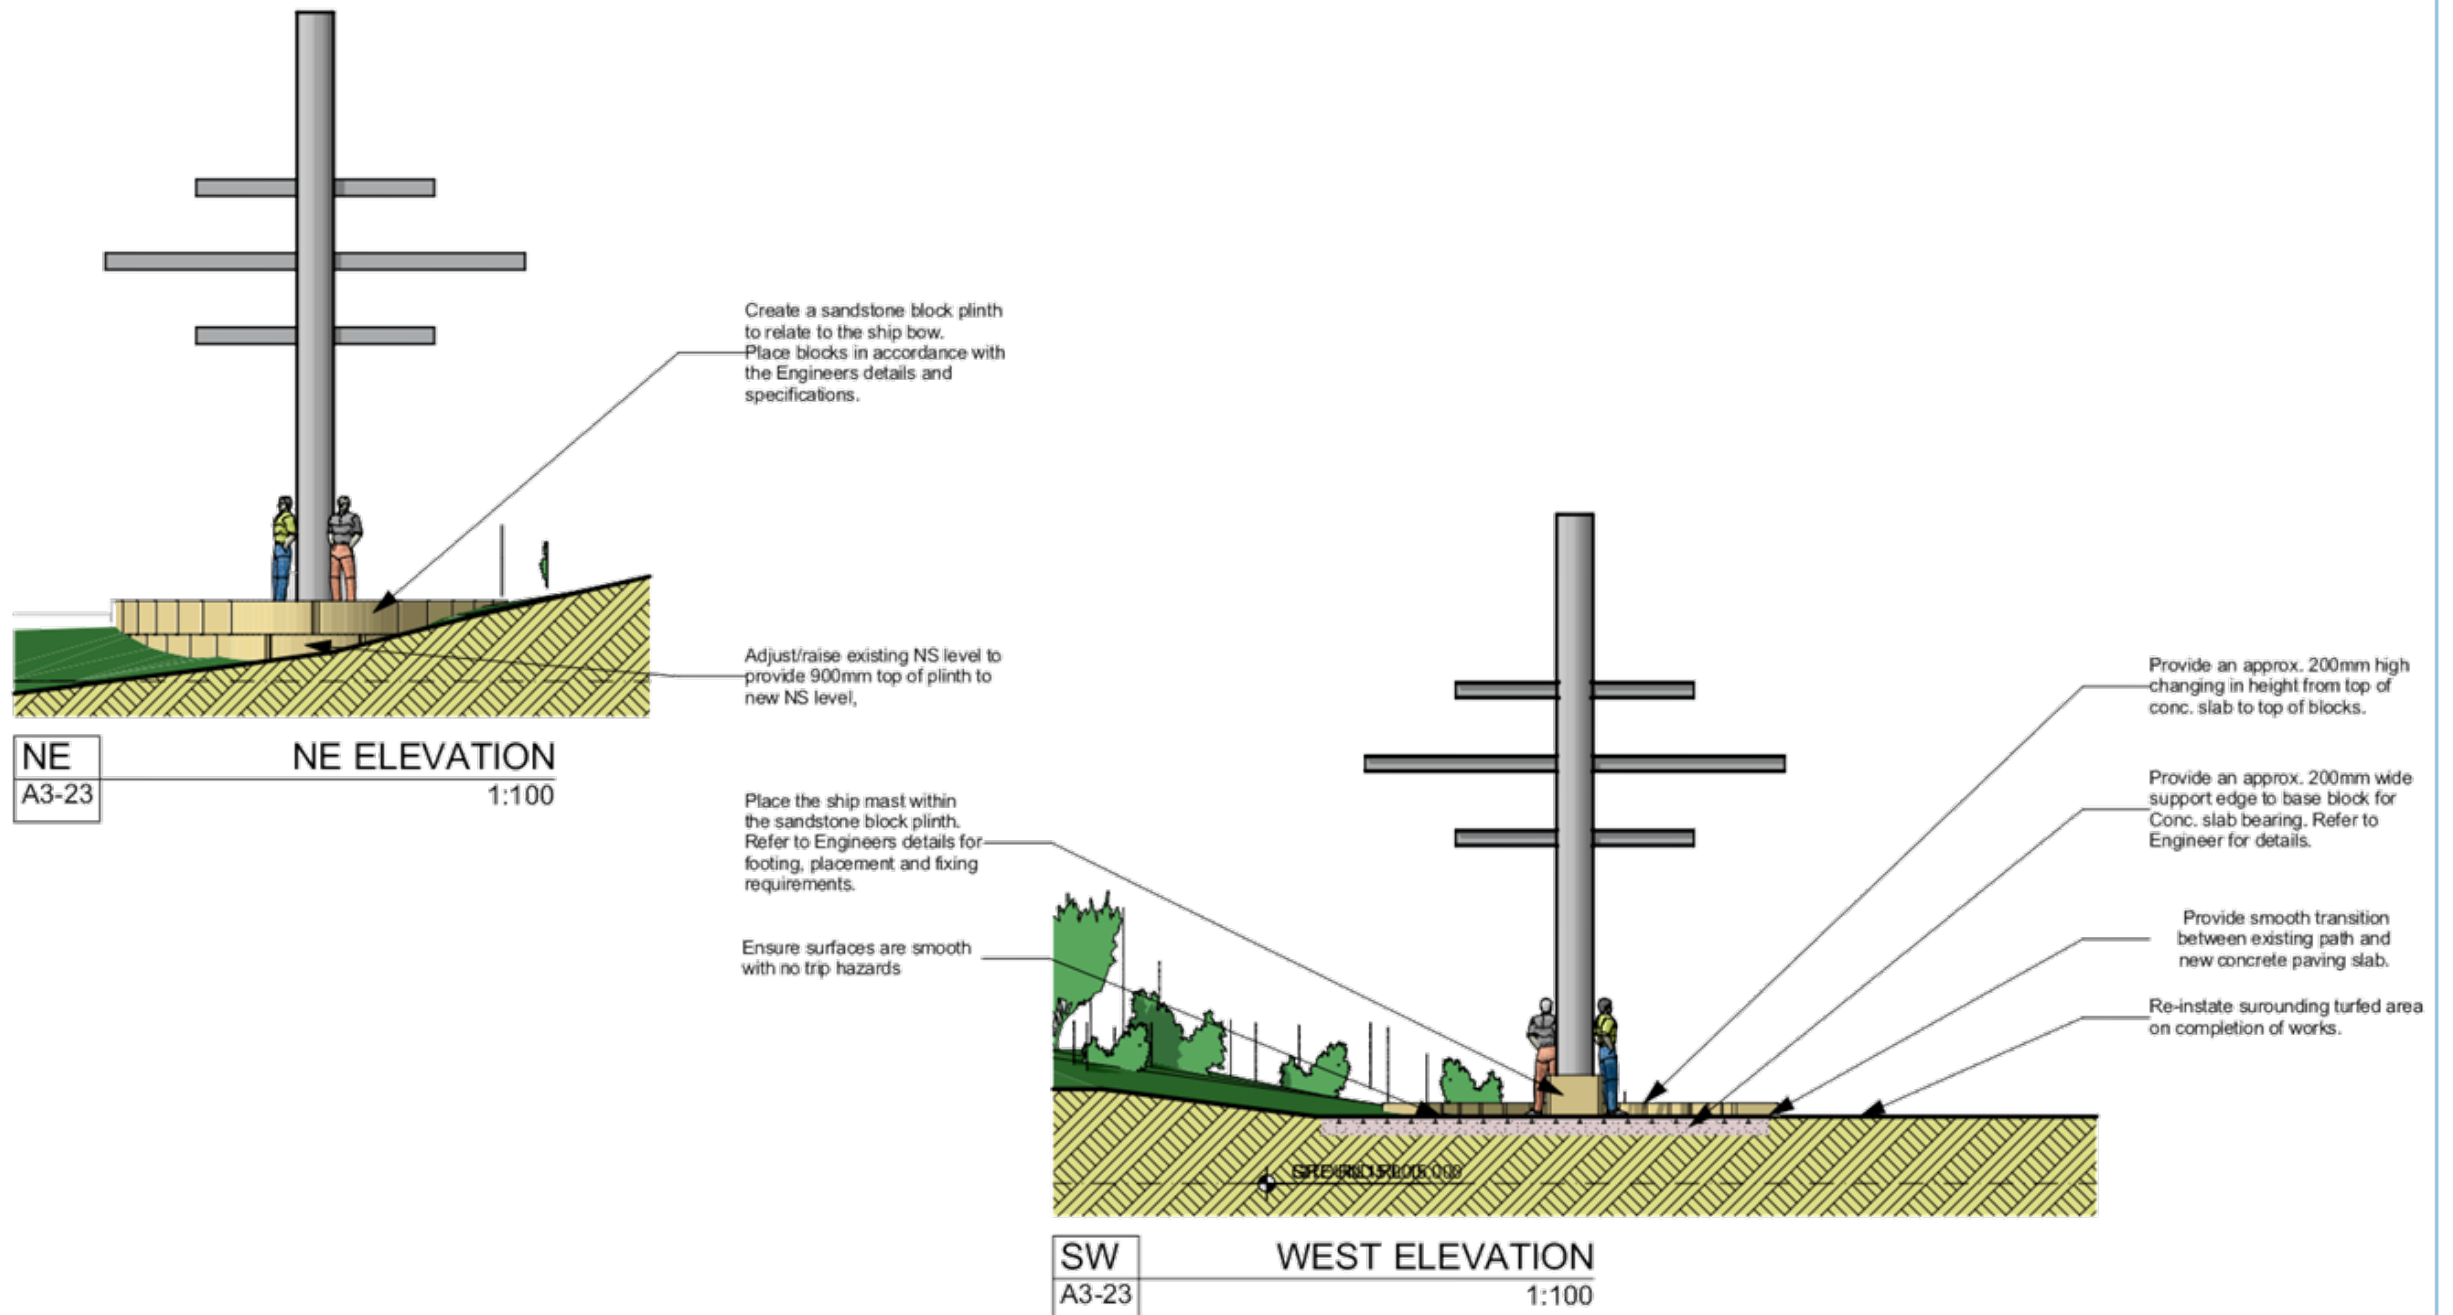 Create a sandstone block plinth
to relate to the ship bow.
Place blocks in accordance with
the Engineers details and
specifications.
Adjust/raise existing NS level to
provide 900mm top of plinth to
new NS level,
NE
NE ELEVATION
A3-23
1:100
Place the ship mast within
the sandstone block plinth.
Refer to Engineers details for
footing, placement and fixing
requirements.
Ensure surfaces are smooth
with no trip hazards
Provide an approx. 200mm high
changing in height from top of
conc. slab to top of blocks.
Provide an approx. 200mm wide
support edge to base block for
Conc. slab bearing. Refer to
Engineer for details.
Provide smooth transition
between existing path and
new concrete paving slab.
Re-instate surounding turfed area
on completion of works.
SW
WEST ELEVATION
A3-23
1:100